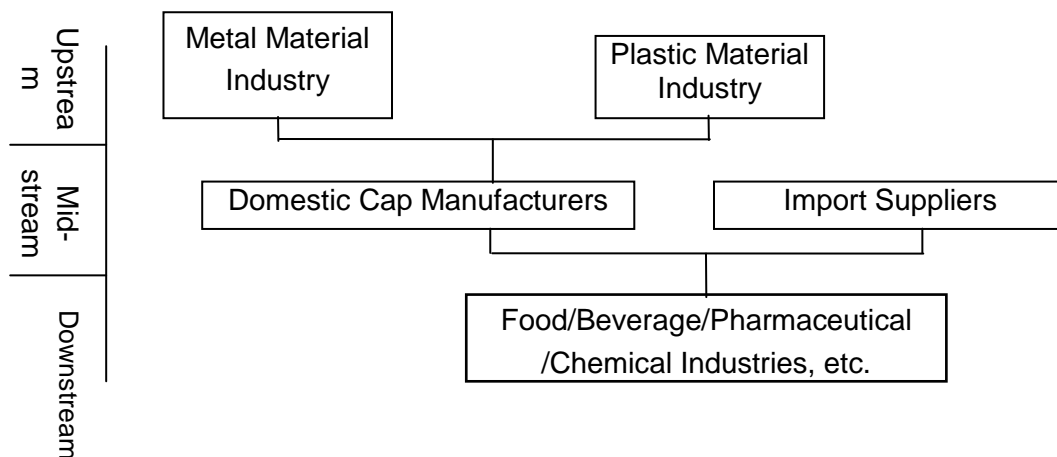 Upstrea
m
Metal Material
Industry
Plastic Material
Industry
Mid-
stream
Domestic Cap Manufacturers
Import Suppliers
Downstream
Food/Beverage/Pharmaceutical
/Chemical Industries, etc.